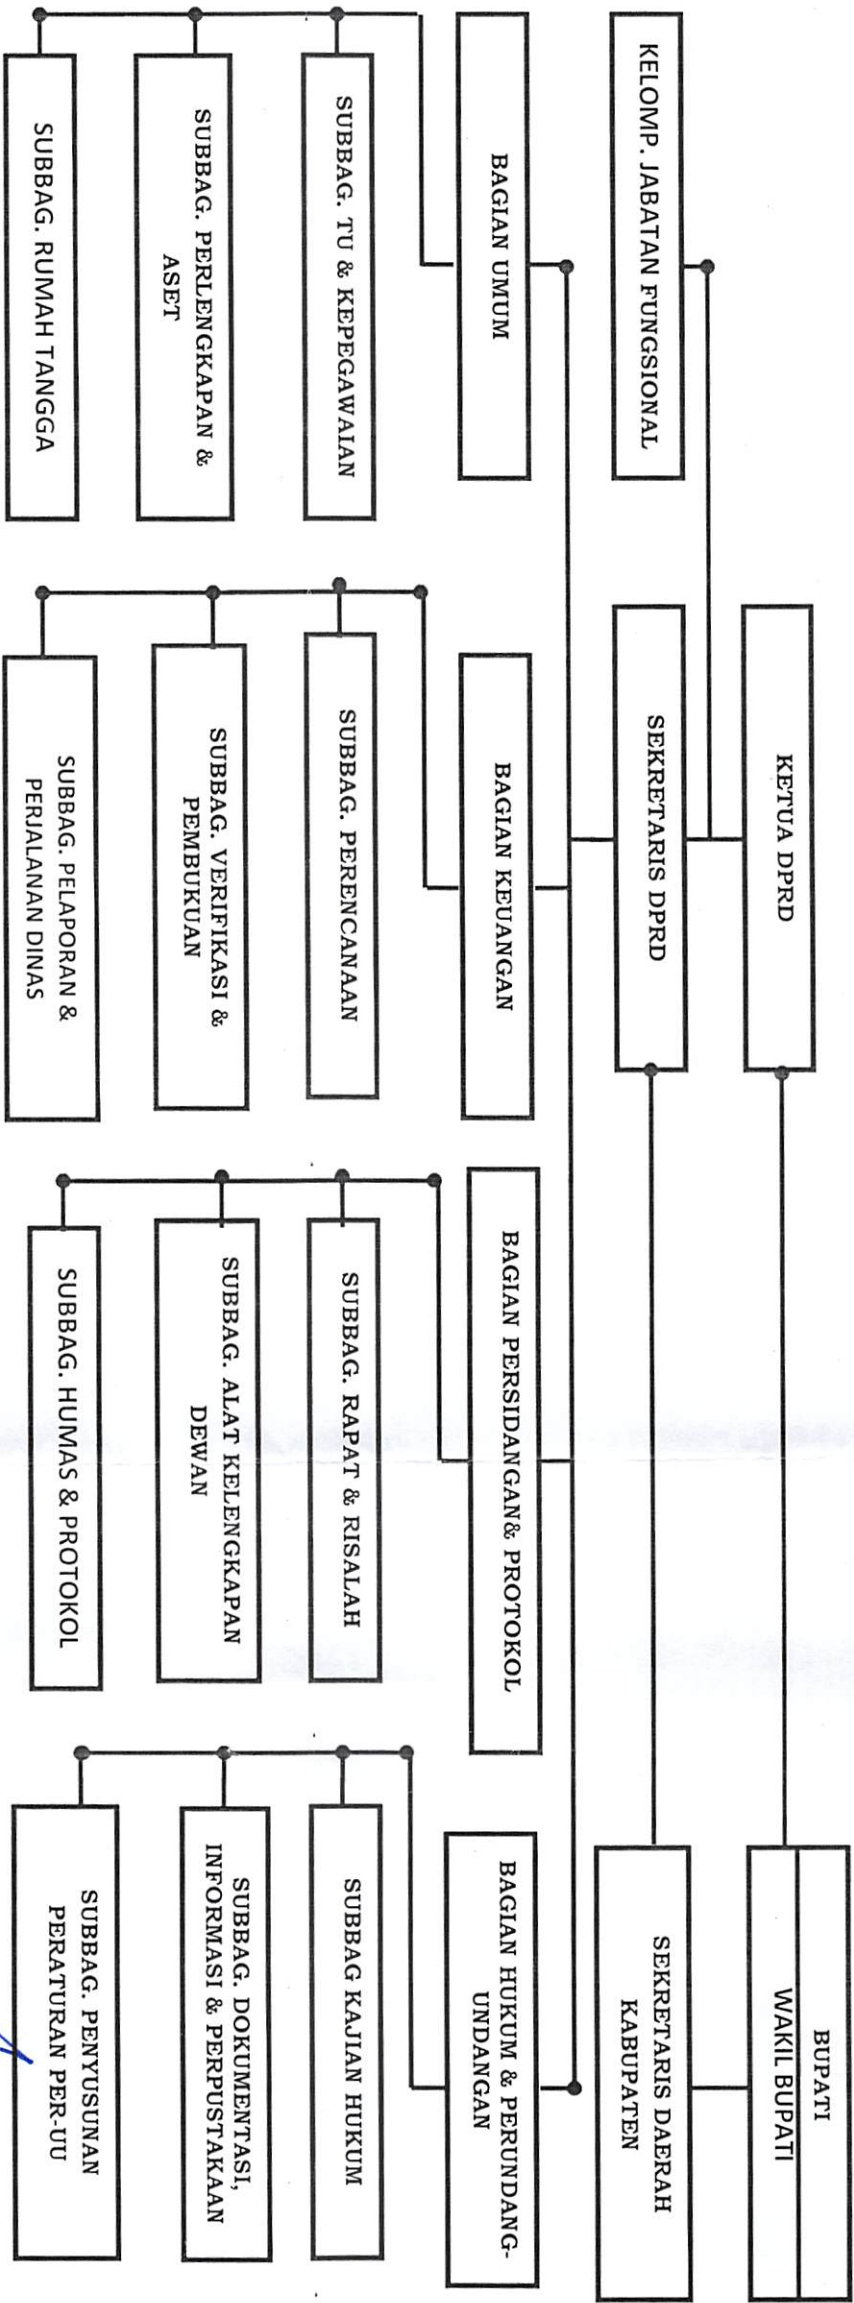 BUPATI
WAKIL BUPATI
KETUA DPRD
SEKRETARIS DAERAH
KABUPATEN
SEKRETARIS DPRD
KELOMP. JABATAN FUNGSIONAL
BAGIAN UMUM
BAGIAN KEUANGAN
BAGIAN PERSIDANGAN& PROTOKOL
BAGIAN HUKUM & PERUNDANG-
UNDANGAN
SUBBAG. TU & KEPEGAWAIAN
SUBBAG. PERENCANAAN
SUBBAG. RAPAT & RISALAH
SUBBAG KAJIAN HUKUM
SUBBAG. PERLENGKAPAN &
ASET
SUBBAG. VERIFIKASI &
PEMBUKUAN
SUBBAG. ALAT KELENGKAPAN
DEWAN
SUBBAG. DOKUMENTASI,
INFORMASI & PERPUSTAKAAN
SUBBAG. RUMAH TANGGA
SUBBAG. PELAPORAN &
PERJALANAN DINAS
SUBBAG. HUMAS & PROTOKOL
SUBBAG. PENYUSUNAN
PERATURAN PER-UU